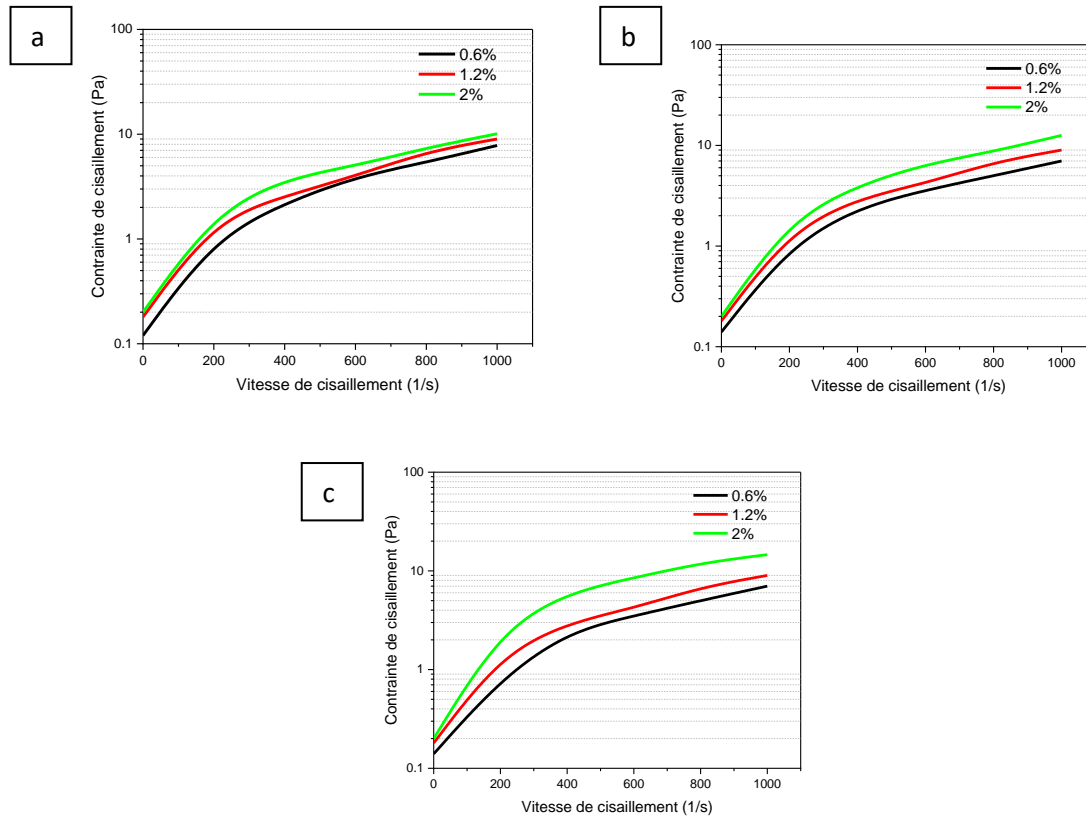 a
100
10
1
0.1
Contrainte de cisaillement (Pa)
0.6%
1.2%
2%
0 200 400 600 800 1000
Vitesse de cisaillement (1/s)
b
100
10
1
0.1
Contrainte de cisaillement (Pa)
0.6%
1.2%
2%
0 200 400 600 800 1000
Vitesse de cisaillement (1/s)
c
100
10
1
0.1
Contrainte de cisaillement (Pa)
0.6%
1.2%
2%
0 200 400 600 800 1000
Vitesse de cisaillement (1/s)